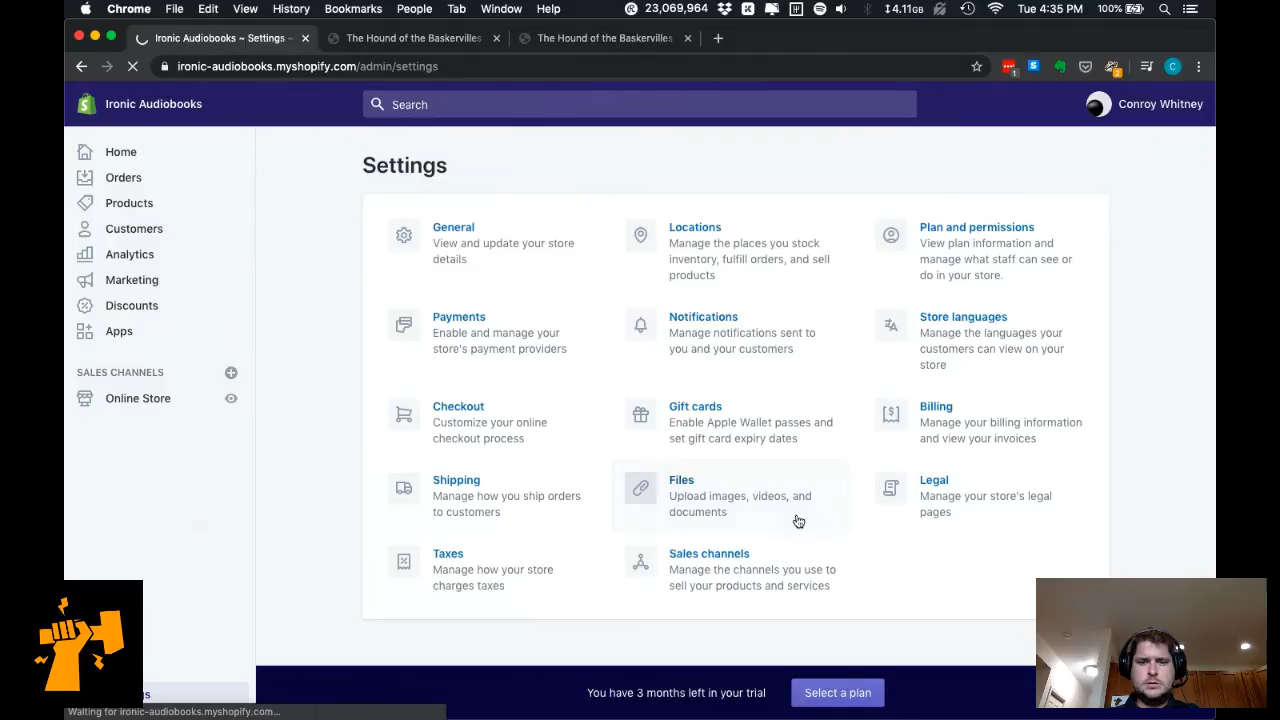 Chrome File Edit View History Bookmarks People Tab Window Help 23,069,964 4.11GB Tue 4:35 PM 100%
Ironic Audiobooks ~ Settings ~ The Hound of the Baskervilles The Hound of the Baskervilles
ironic-audiobooks.myshopify.com/admin/settings
1 2 C
Ironic Audiobooks
Search
Conroy Whitney
Home
Orders
Products
Customers
Analytics
Marketing
Discounts
Apps
SALES CHANNELS
Online Store
Settings
General
View and update your store
details
Locations
Manage the places you stock
inventory, fulfill orders, and sell
products
Plan and permissions
View plan information and
manage what staff can see or
do in your store.
Payments
Enable and manage your
store's payment providers
Notifications
Manage notifications sent to
you and your customers
Store languages
Manage the languages your
customers can view on your
store
Checkout
Customize your online
checkout process
Gift cards
Enable Apple Wallet passes and
set gift card expiry dates
Billing
Manage your billing information
and view your invoices
Shipping
Manage how you ship orders
to customers
Files
Upload images, videos, and
documents
Legal
Manage your store's legal
pages
Taxes
Manage how your store
charges taxes
Sales channels
Manage the channels you use to
sell your products and services
You have 3 months left in your trial
Select a plan
Waiting for ironic-audiobooks.myshopify.com...